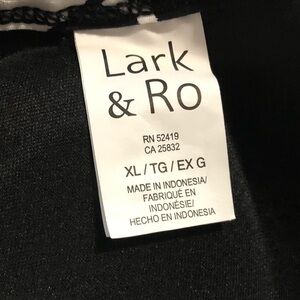 Lark
& Ro
RN 52419
CA 25832
XL / TG / EX G
MADE IN INDONESIA/
FABRIQUÉ EN
INDONÉSIE/
HECHO EN INDONESIA